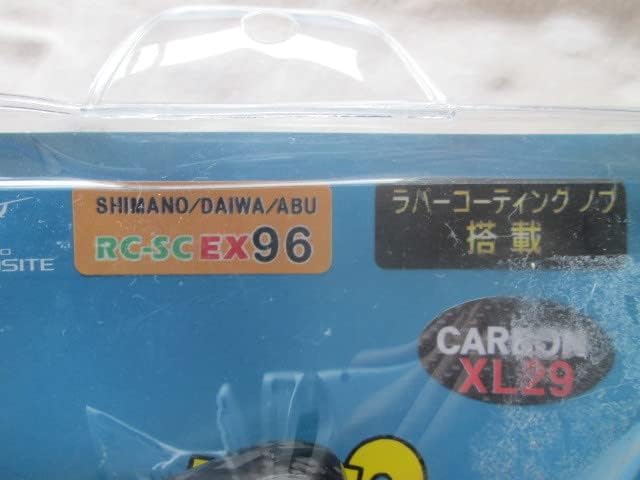 SHIMANO/DAIWA/ABU
RC-SC EX96
ラバーコーティング ノブ
搭載
CARBON
XL29